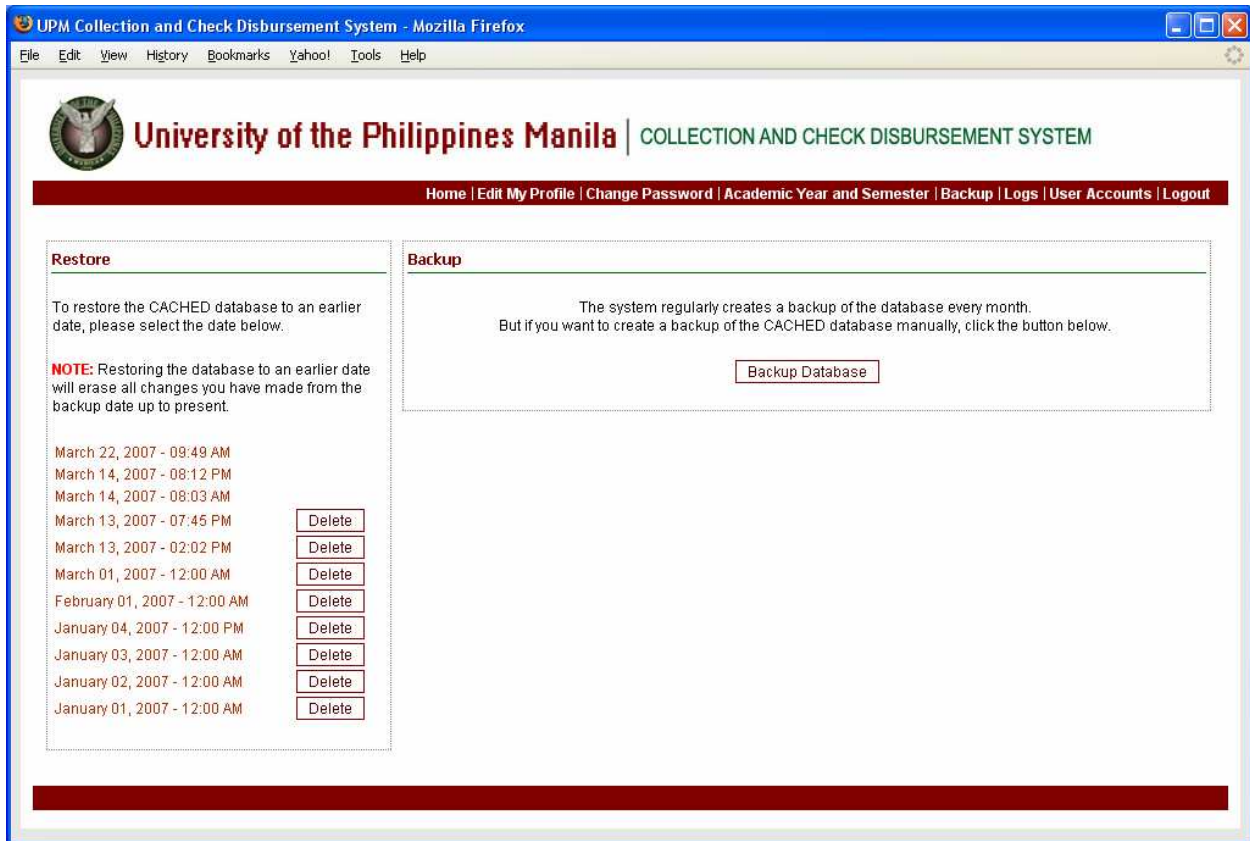 UPM Collection and Check Disbursement System - Mozilla Firefox
File Edit View History Bookmarks Yahoo! Tools Help
University of the Philippines Manila | COLLECTION AND CHECK DISBURSEMENT SYSTEM
Home | Edit My Profile | Change Password | Academic Year and Semester | Backup | Logs | User Accounts | Logout
Restore
To restore the CACHED database to an earlier
date, please select the date below.
NOTE: Restoring the database to an earlier date
will erase all changes you have made from the
backup date up to present.
March 22, 2007 - 09:49 AM
March 14, 2007 - 08:12 PM
March 14, 2007 - 08:03 AM
March 13, 2007 - 07:45 PM Delete
March 13, 2007 - 02:02 PM Delete
March 01, 2007 - 12:00 AM Delete
February 01, 2007 - 12:00 AM Delete
January 04, 2007 - 12:00 PM Delete
January 03, 2007 - 12:00 AM Delete
January 02, 2007 - 12:00 AM Delete
January 01, 2007 - 12:00 AM Delete
Backup
The system regularly creates a backup of the database every month.
But if you want to create a backup of the CACHED database manually, click the button below.
Backup Database